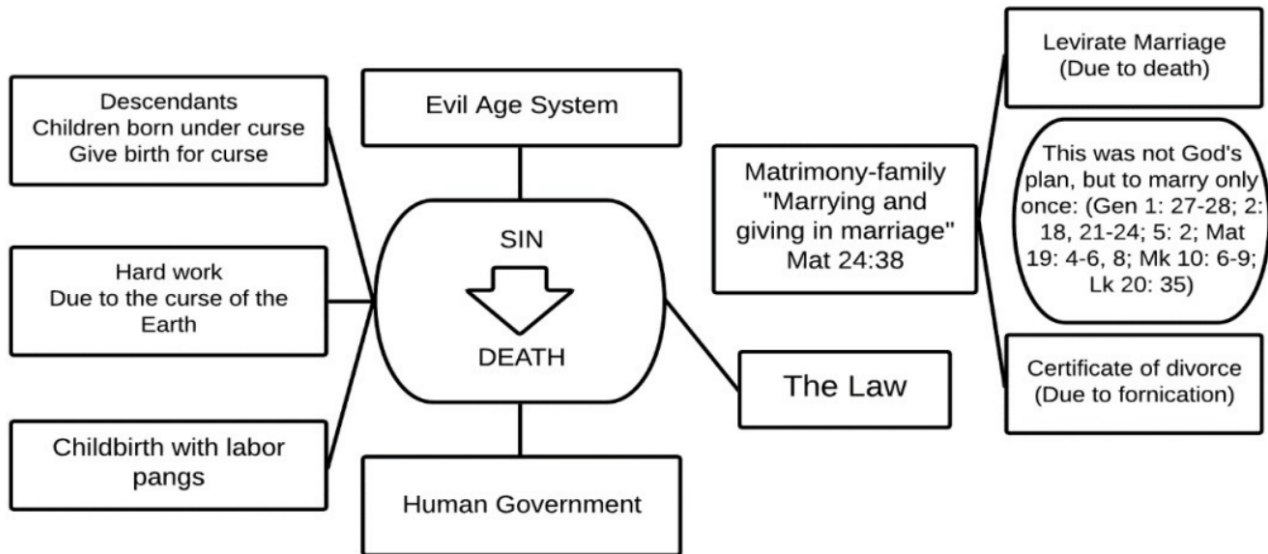 Descendants
Children born under curse
Give birth for curse
Hard work
Due to the curse of the
Earth
Childbirth with labor
pangs
Evil Age System
SIN
DEATH
Human Government
The Law
Matrimony-family
"Marrying and
giving in marriage"
Mat 24:38
Levirate Marriage
(Due to death)
This was not God's
plan, but to marry only
once: (Gen 1: 27-28; 2:
18, 21-24; 5: 2; Mat
19: 4-6, 8; Mk 10: 6-9;
Lk 20: 35)
Certificate of divorce
(Due to fornication)